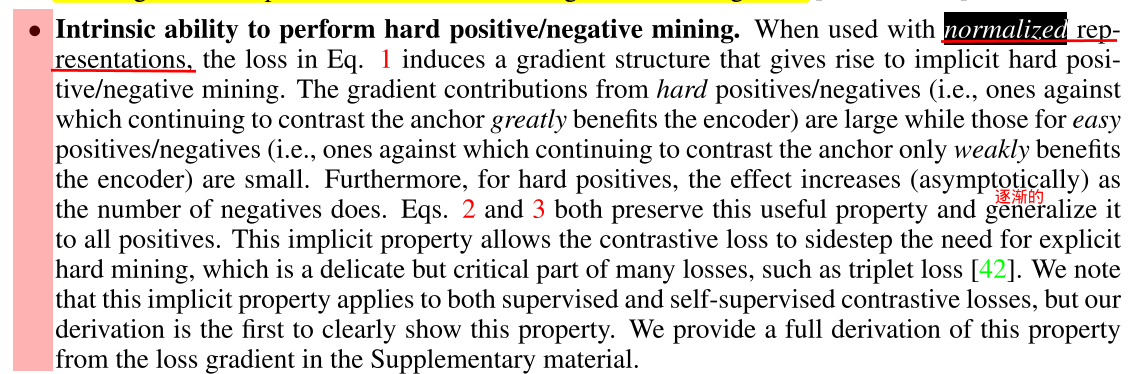 • Intrinsic ability to perform hard positive/negative mining. When used with normalized rep-
resentations, the loss in Eq. 1 induces a gradient structure that gives rise to implicit hard posi-
tive/negative mining. The gradient contributions from hard positives/negatives (i.e., ones against
which continuing to contrast the anchor greatly benefits the encoder) are large while those for easy
positives/negatives (i.e., ones against which continuing to contrast the anchor only weakly benefits
the encoder) are small. Furthermore, for hard positives, the effect increases (asymptotically) as
逐渐的
the number of negatives does. Eqs. 2 and 3 both preserve this useful property and generalize it
to all positives. This implicit property allows the contrastive loss to sidestep the need for explicit
hard mining, which is a delicate but critical part of many losses, such as triplet loss [42]. We note
that this implicit property applies to both supervised and self-supervised contrastive losses, but our
derivation is the first to clearly show this property. We provide a full derivation of this property
from the loss gradient in the Supplementary material.